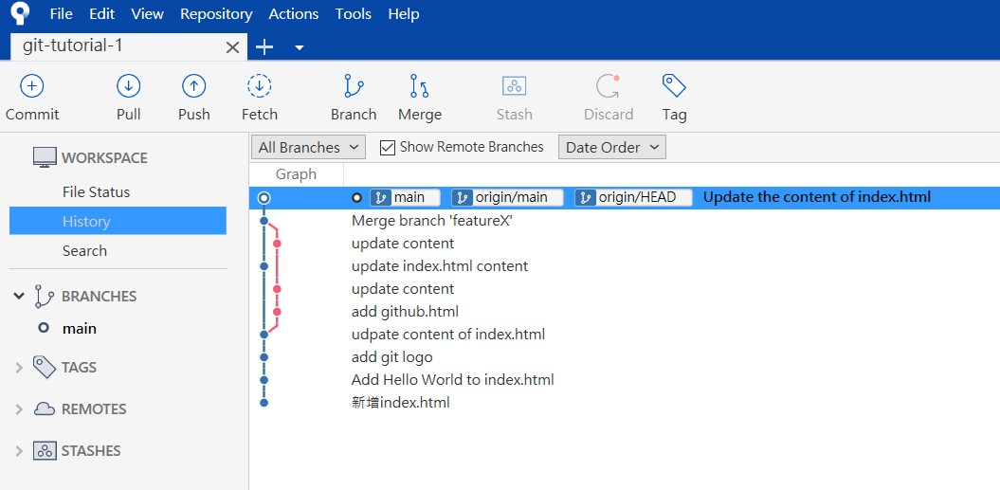 File Edit View Repository Actions Tools Help
git-tutorial-1
Commit Pull Push Fetch Branch Merge Stash Discard Tag
WORKSPACE
File Status
History
Search
BRANCHES
main
TAGS
REMOTES
STASHES
All Branches Show Remote Branches Date Order
Graph
main origin/main origin/HEAD Update the content of index.html
Merge branch 'featureX'
update content
update index.html content
update content
add github.html
udpate content of index.html
add git logo
Add Hello World to index.html
新增index.html